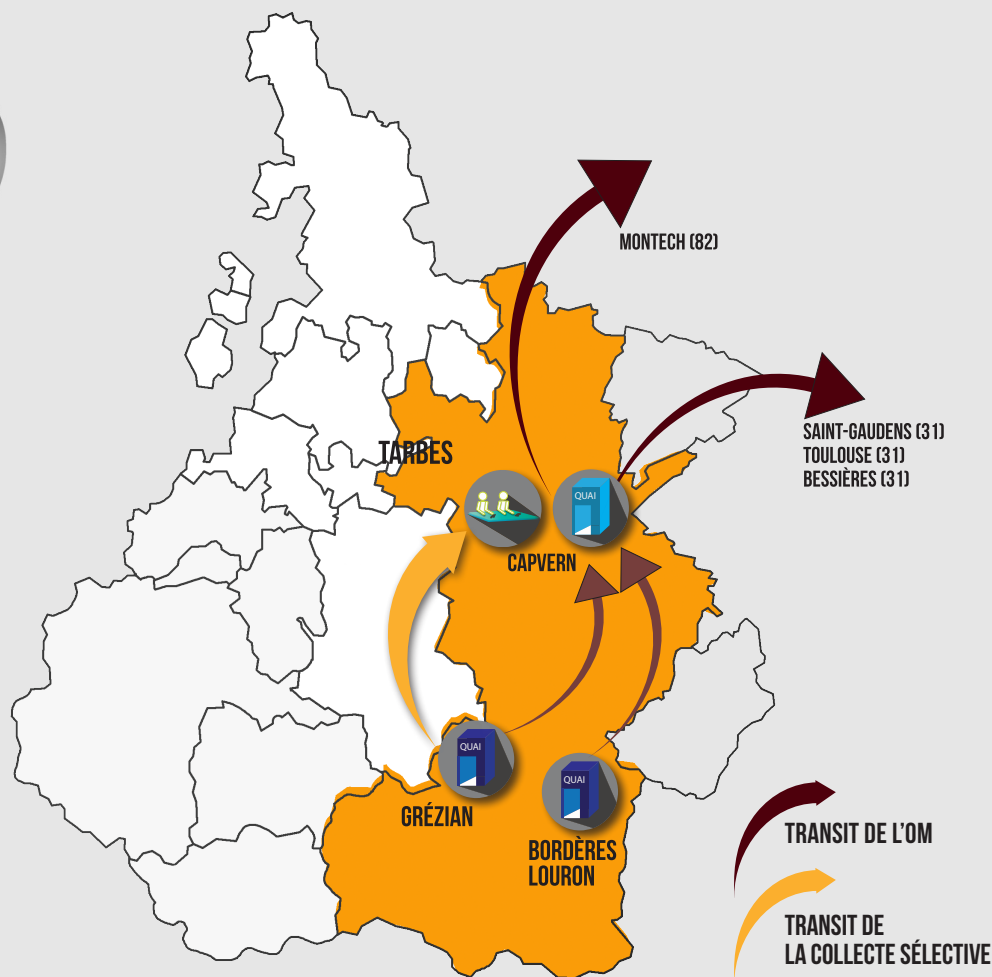 MONTECH (82)
SAINT-GAUDENS (31)
TOULOUSE (31)
BESSIÈRES (31)
TARBES
QUAI
CAPVERN
QUAI
QUAI
GRÉZIAN
BORDÈRES
LOURON
TRANSIT DE L'OM
TRANSIT DE
LA COLLECTE SÉLECTIVE